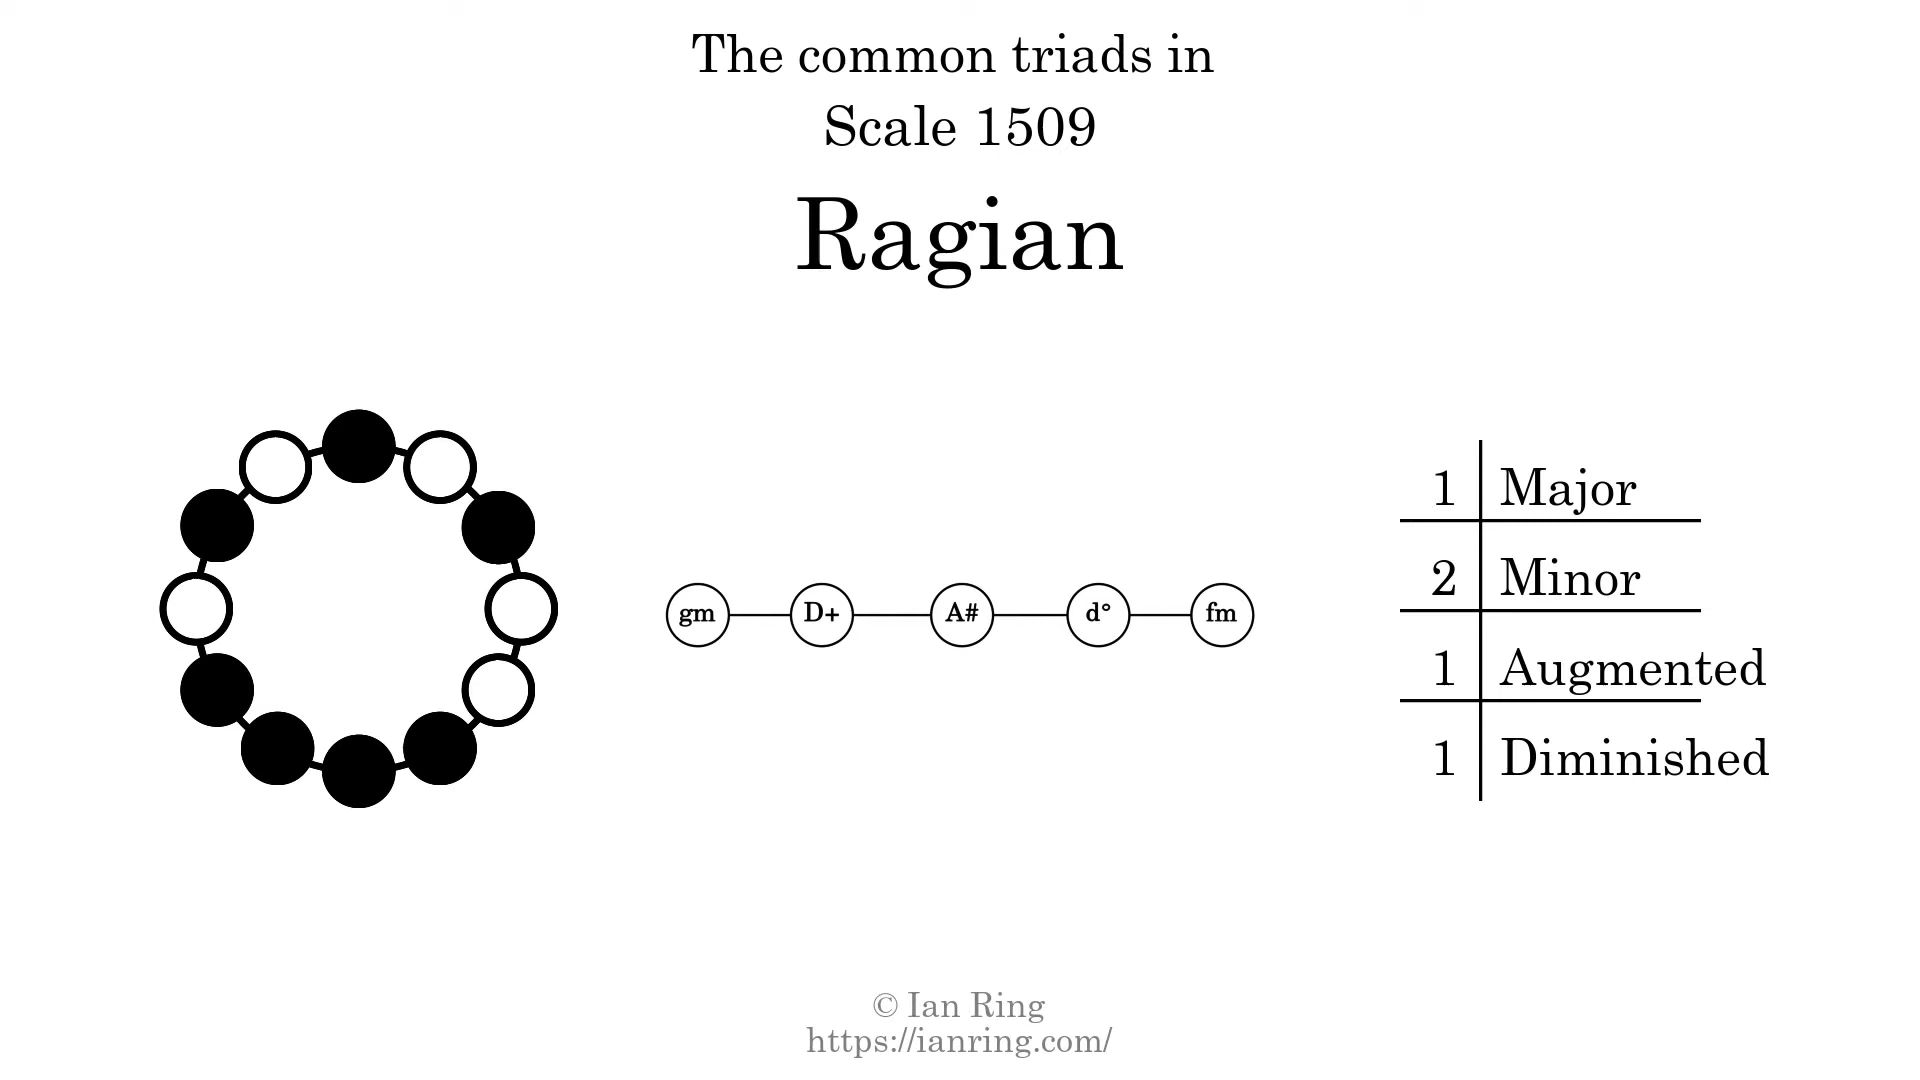 The common triads in
Scale 1509
Ragian
gm D+ A# d° fm
1 Major
2 Minor
1 Augmented
1 Diminished
© Ian Ring
https://ianring.com/